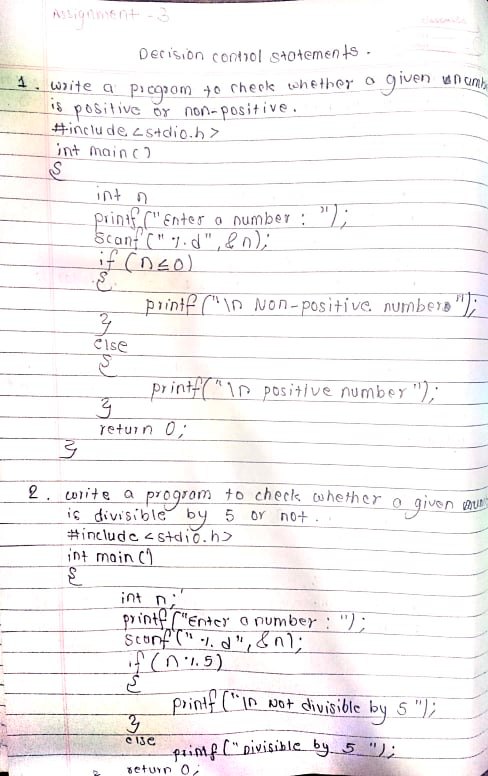 Assignment - 3
Decision control statements.
1. write a program to check whether a given numb
is positive or non-positive.
#include <stdio.h>
int main()
{
int n
printf("Enter a number : ");
scanf("%d",&n);
if (n≤0)
{
printf("\n Non-positive number");
}
else
{
printf("\n positive number");
}
return 0;
}
2. write a program to check whether a given num
is divisible by 5 or not..
#include <stdio.h>
int main()
{
int n;
printf("Enter a number : ");
scanf("%d",&n);
if (n%5)
{
printf("\n Not divisible by 5");
}
else
printf("Divisible by 5");
return 0;